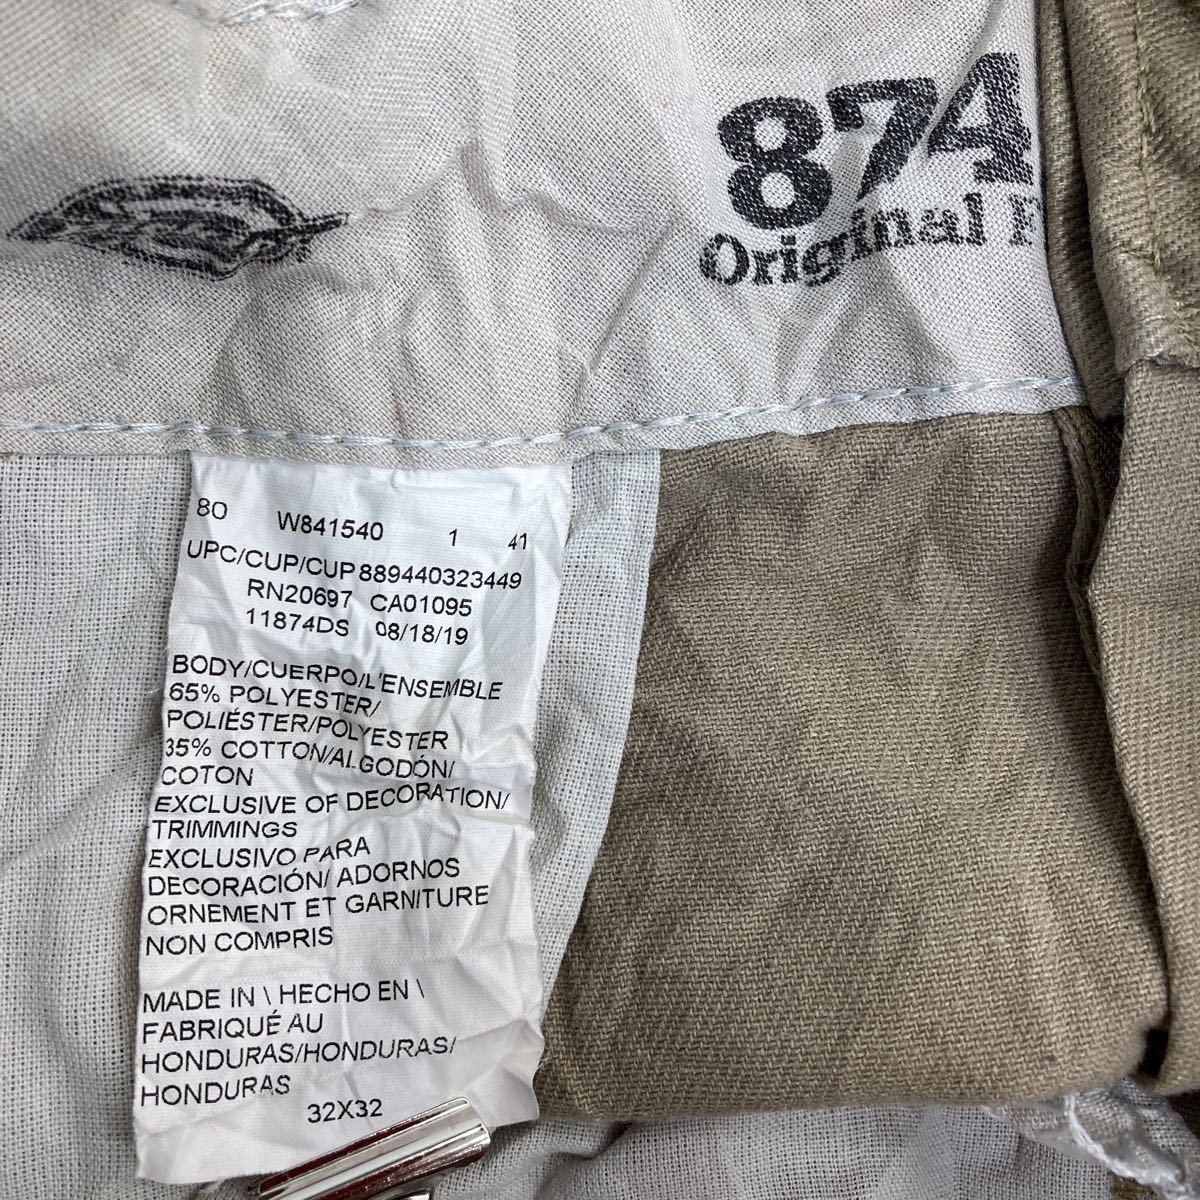 874
Original F
80 W841540 1 41
UPC/CUP/CUP 889440323449
RN20697 CA01095
11874DS 08/18/19
BODY/CUERPO/L'ENSEMBLE
65% POLYESTER/
POLIÉSTER/POLYESTER
35% COTTON/ALGODÓN/
COTON
EXCLUSIVE OF DECORATION/
TRIMMINGS
EXCLUSIVO PARA
DECORACIÓN/ ADORNOS
ORNEMENT ET GARNITURE
NON COMPRIS
MADE IN \ HECHO EN \
FABRIQUÉ AU
HONDURAS/HONDURAS/
HONDURAS
32X32